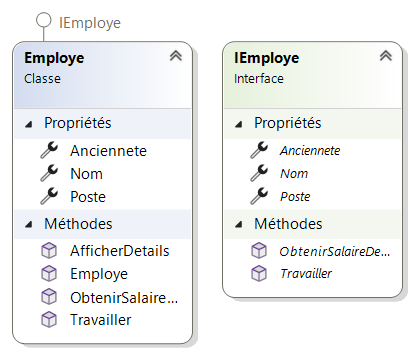 IEmploye
Employe
Classe
Propriétés
Anciennete
Nom
Poste
Méthodes
AfficherDetails
Employe
ObtenirSalaire...
Travailler
IEmploye
Interface
Propriétés
Anciennete
Nom
Poste
Méthodes
ObtenirSalaireDe...
Travailler